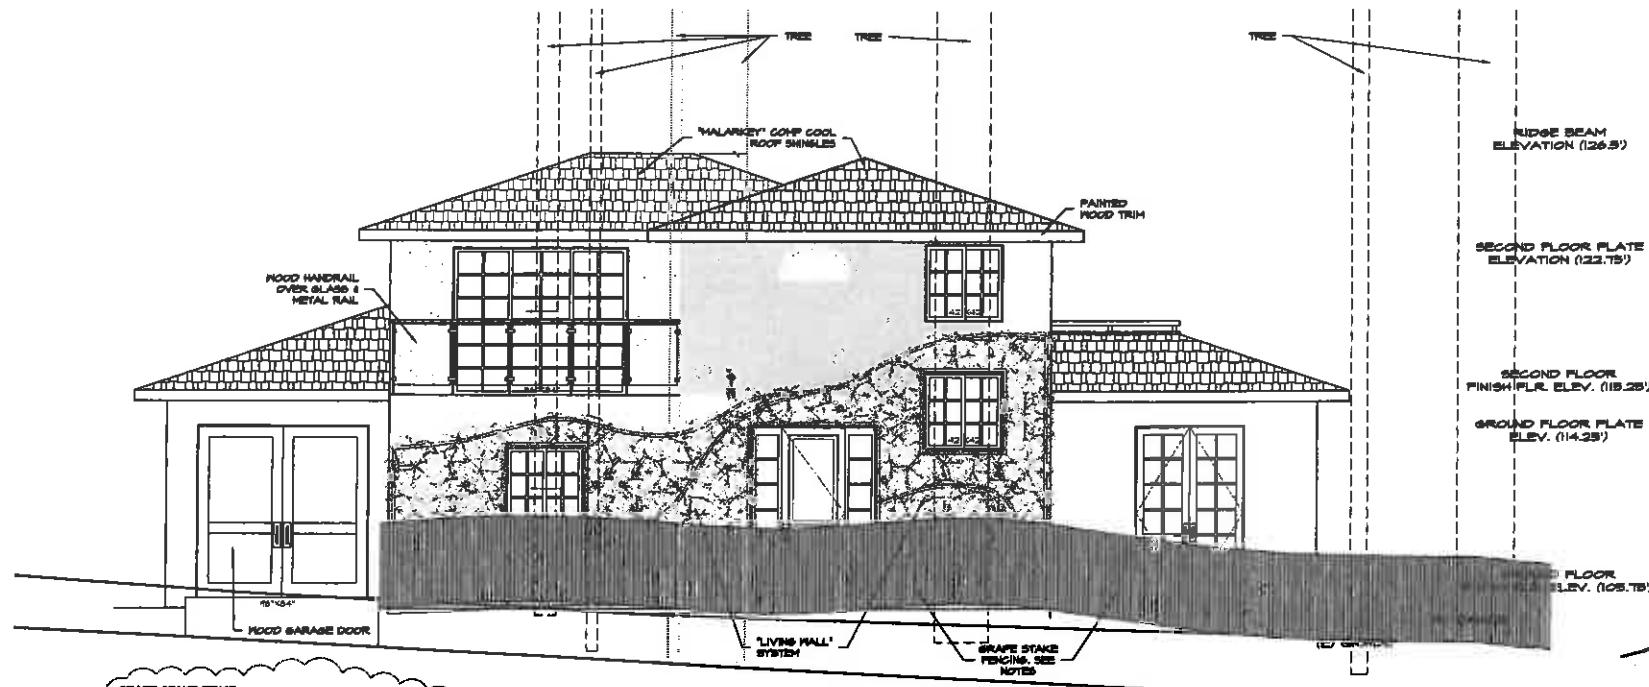 TREE
TREE
TREE
"MALARKEY" COMP COOL
ROOF SHINGLES
RIDGE BEAM
ELEVATION (126.5')
PAINTED
WOOD TRIM
SECOND FLOOR PLATE
ELEVATION (122.75')
WOOD HANDRAIL
OVER GLASS &
METAL RAIL
SECOND FLOOR
FINISH FLR. ELEV. (115.25')
GROUND FLOOR PLATE
ELEV. (114.25')
FLOOR
ELEV. (105.75')
WOOD GARAGE DOOR
"LIVING WALL"
SYSTEM
GRAPE STAKE
FENCING. SEE
NOTES